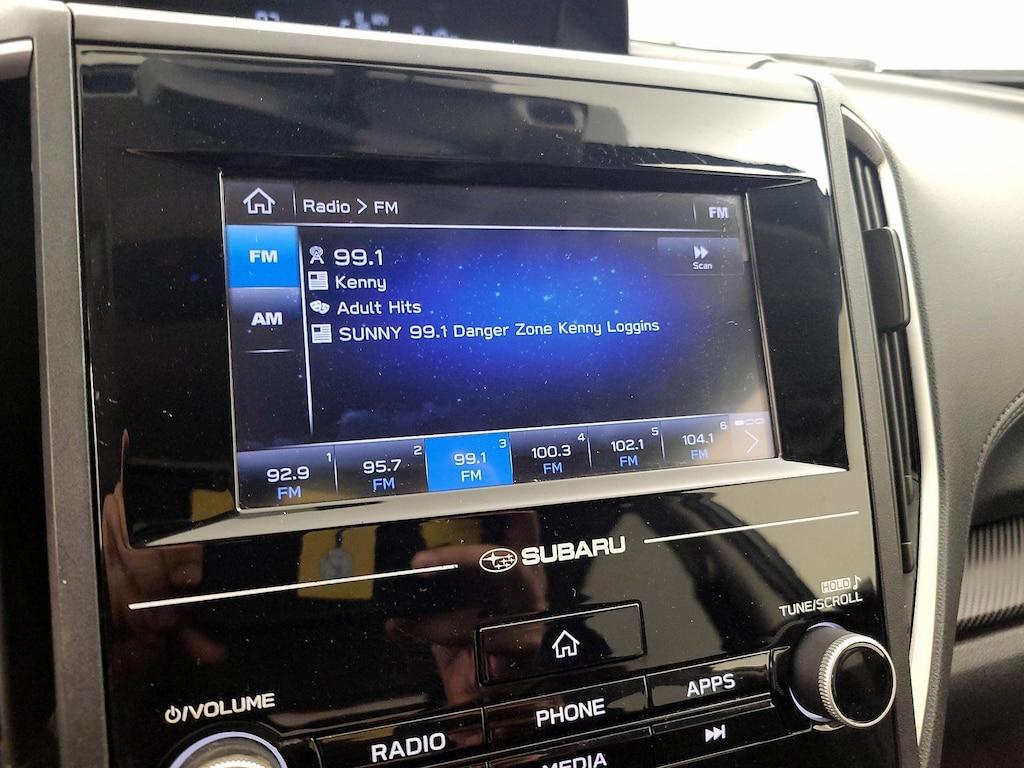 Radio > FM
FM
FM
99.1
Scan
Kenny
Adult Hits
AM
SUNNY 99.1 Danger Zone Kenny Loggins
1
92.9
FM
2
95.7
FM
3
99.1
FM
4
100.3
FM
5
102.1
FM
6
104.1
FM
SUBARU
HOLD
TUNE/SCROLL
/VOLUME
RADIO
PHONE
APPS
MEDIA